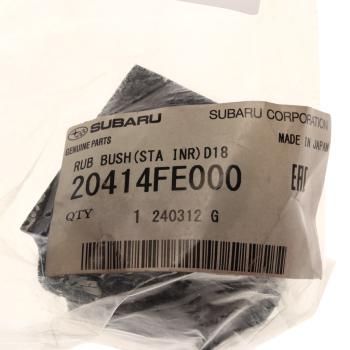 SUBARU SUBARU CORPORATION
GENUINE PARTS MADE IN JAPAN
RUB BUSH(STA INR)D18
20414FE000 EAC
QTY 1 240312 G